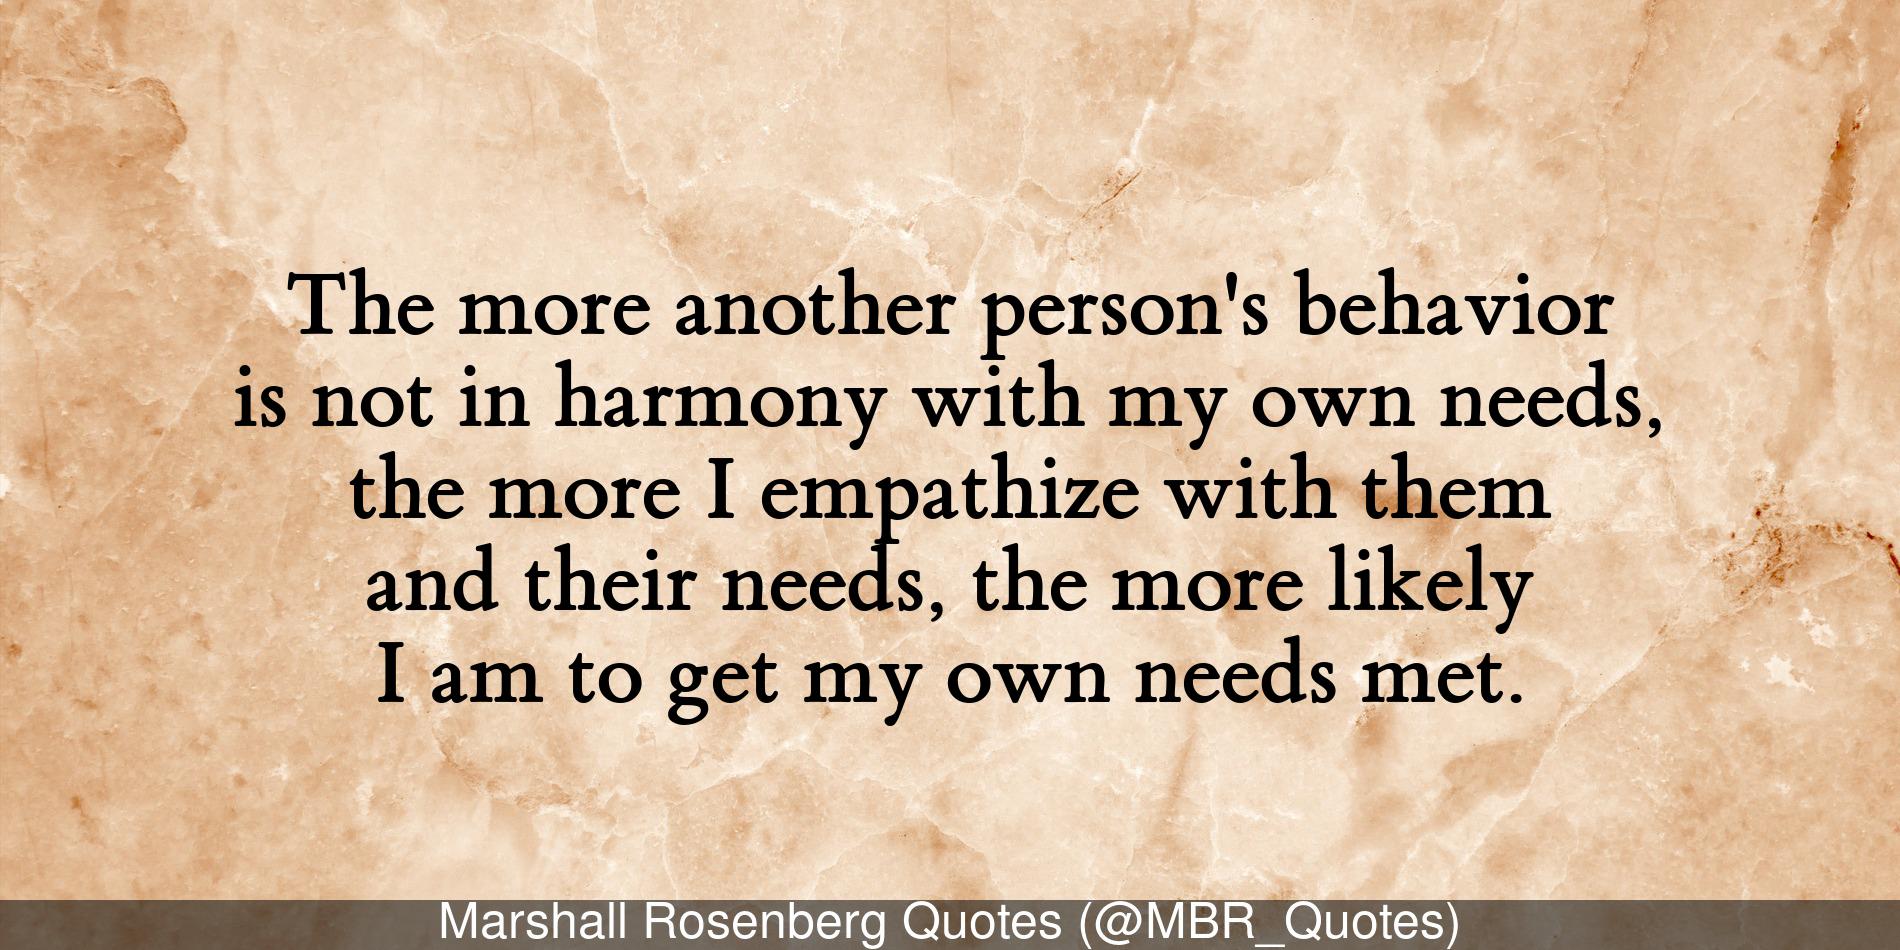 The more another person's behavior
is not in harmony with my own needs,
the more I empathize with them
and their needs, the more likely
I am to get my own needs met.
Marshall Rosenberg Quotes (@MBR_Quotes)